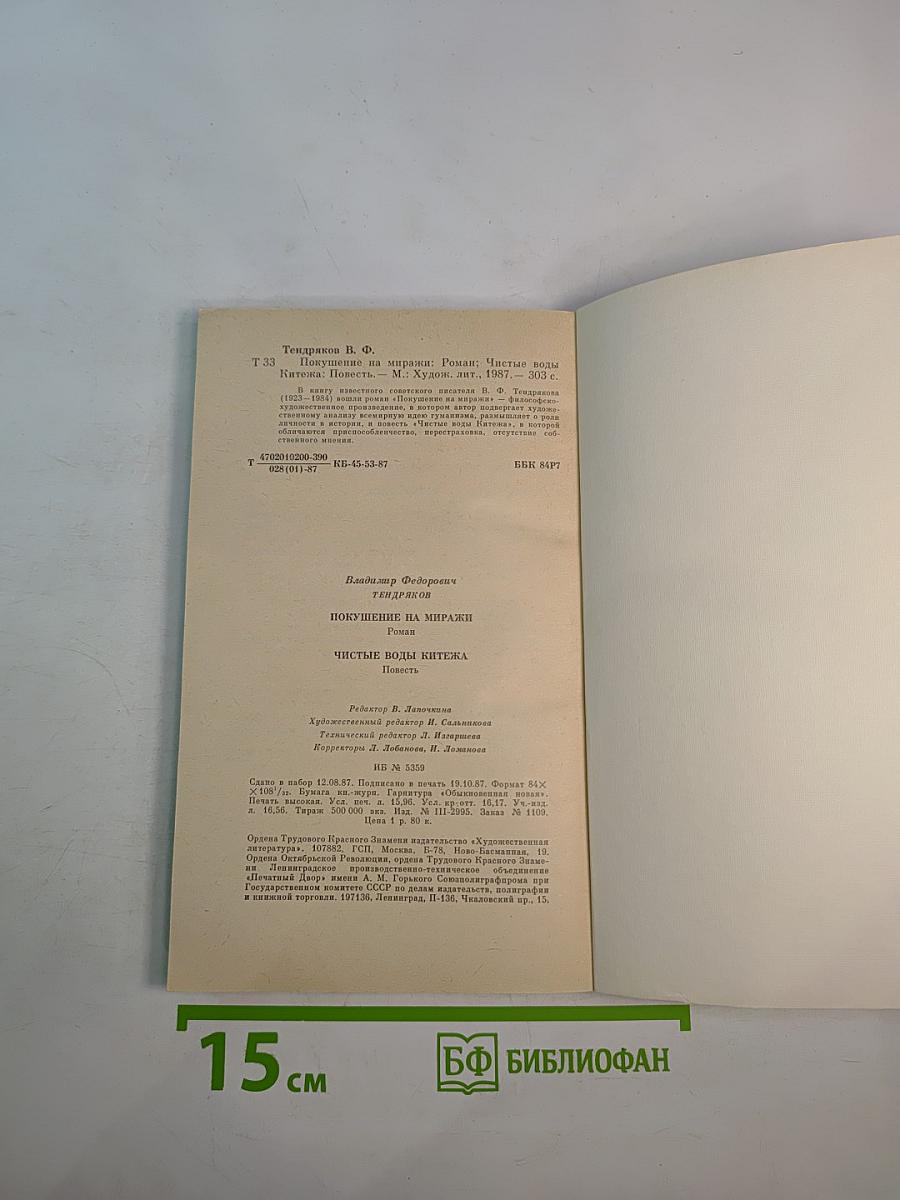 Тендряков В. Ф.
Т 33 Покушение на миражи: Роман; Чистые воды
Китежа: Повесть.— М.: Худож. лит., 1987.— 303 с.
В книгу известного советского писателя В. Ф. Тендрякова
(1923—1984) вошли роман «Покушение на миражи» — философско-
художественное произведение, в котором автор подвергает художе-
ственному анализу всемирную идею гуманизма, размышляет о роли
личности в истории, и повесть «Чистые воды Китежа», в которой
обличаются приспособленчество, перестраховка, отсутствие соб-
ственного мнения.
Т 4702010200-390
028(01)-87 КБ-45-53-87 ББК 84Р7
Владимир Федорович
ТЕНДРЯКОВ
ПОКУШЕНИЕ НА МИРАЖИ
Роман
ЧИСТЫЕ ВОДЫ КИТЕЖА
Повесть
Редактор В. Лапочкина
Художественный редактор И. Сальникова
Технический редактор Л. Изгаршева
Корректоры Л. Лобанова, И. Ломанова
ИБ № 5359
Сдано в набор 12.08.87. Подписано в печать 19.10.87. Формат 84×
×108¹/₃₂. Бумага кн.-журн. Гарнитура «Обыкновенная новая».
Печать высокая. Усл. печ. л. 15,96. Усл. кр-отт. 16,17. Уч.-изд.
л. 16,56. Тираж 500 000 экз. Изд. № III-2995. Заказ № 1109.
Цена 1 р. 80 к.
Ордена Трудового Красного Знамени издательство «Художественная
литература». 107882, ГСП, Москва, Б-78, Ново-Басманная, 19.
Ордена Октябрьской Революции, ордена Трудового Красного Знаме-
ни Ленинградское производственно-техническое объединение
«Печатный Двор» имени А. М. Горького Союзполиграфпрома при
Государственном комитете СССР по делам издательств, полиграфии
и книжной торговли. 197136, Ленинград, П-136, Чкаловский пр., 15.
15 см
БФ БИБЛИОФАН